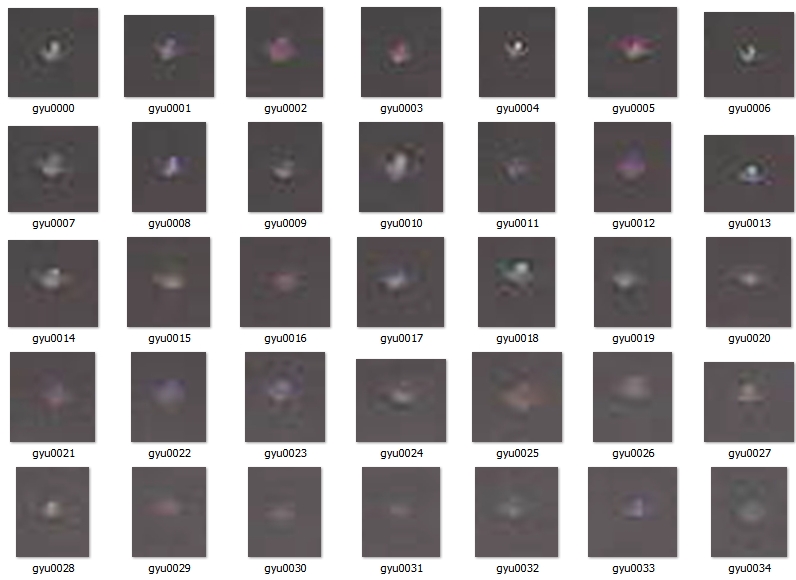 gyu0000 gyu0001 gyu0002 gyu0003 gyu0004 gyu0005 gyu0006
gyu0007 gyu0008 gyu0009 gyu0010 gyu0011 gyu0012 gyu0013
gyu0014 gyu0015 gyu0016 gyu0017 gyu0018 gyu0019 gyu0020
gyu0021 gyu0022 gyu0023 gyu0024 gyu0025 gyu0026 gyu0027
gyu0028 gyu0029 gyu0030 gyu0031 gyu0032 gyu0033 gyu0034